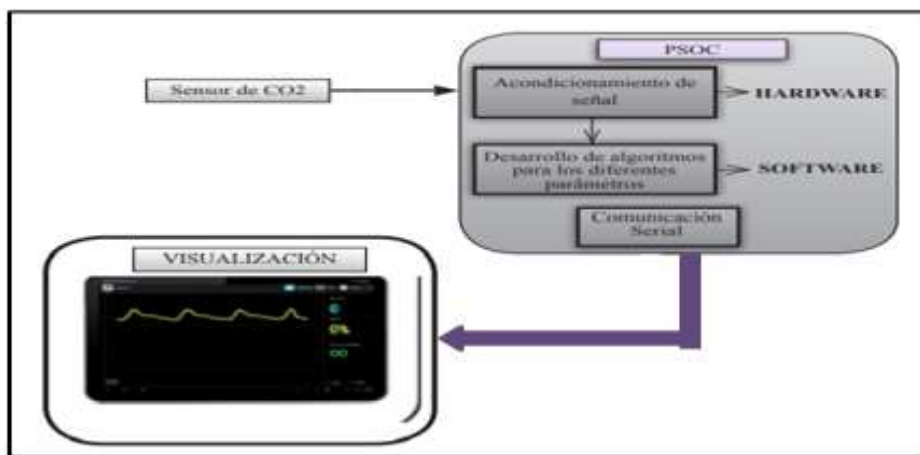 PSOC
Sensor de CO2
Acondicionamiento de
señal
HARDWARE
Desarrollo de algoritmos
para los diferentes
parámetros
SOFTWARE
Comunicación
Serial
VISUALIZACIÓN